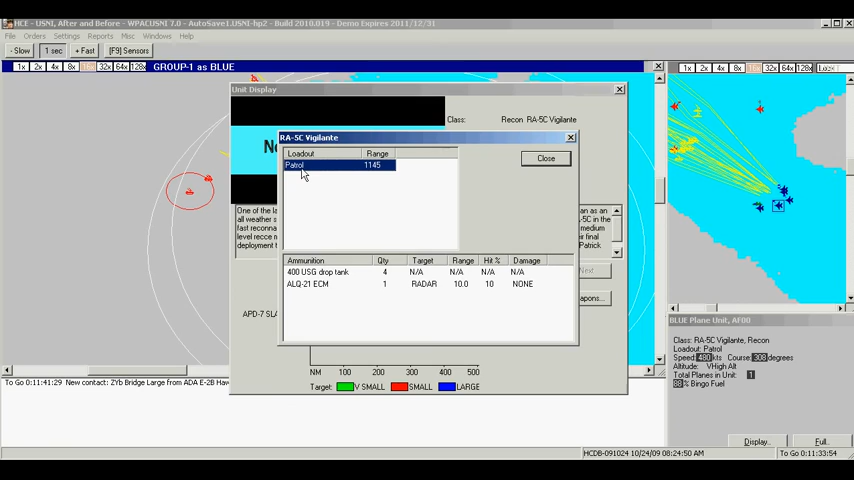 HCE - USNI, After and Before - WPACUSNI 7.0 - AutoSave1.USNI-hp2 - Build 2010.019 - Demo Expires 2011/12/31
File Orders Settings Reports Misc Windows Help
- Slow 1 sec + Fast [F9] Sensors
1x 2x 4x 8x 16x 32x 64x 128x GROUP-1 as BLUE
1x 2x 4x 8x 16x 32x 64x 128x
Unit Display
Class: Recon RA-5C Vigilante
RA-5C Vigilante
Loadout Range
Patrol 1145
Close
One of the la
all weather s
fast reconna
level recce
deployment t
an as an
5C in the
medium
eir final
Patrick
Next
eapons...
Ammunition Qty Target Range Hit % Damage
400 USG drop tank 4 N/A N/A N/A N/A
ALQ-21 ECM 1 RADAR 10.0 10 NONE
APD-7 SLA
NM 100 200 300 400 500
Target: V SMALL SMALL LARGE
To Go 0:11:41:29 New contact: ZYb Bridge Large from ADA E-2B Haw
BLUE Plane Unit, AF00
Class: RA-5C Vigilante, Recon
Loadout: Patrol
Speed: 480 kts Course: 308 degrees
Altitude: VHigh Alt
Total Planes in Unit: 1
88% Bingo Fuel
Display.. Full..
HCDB-091024 10/24/09 08:24:50 AM To Go 0:11:33:54